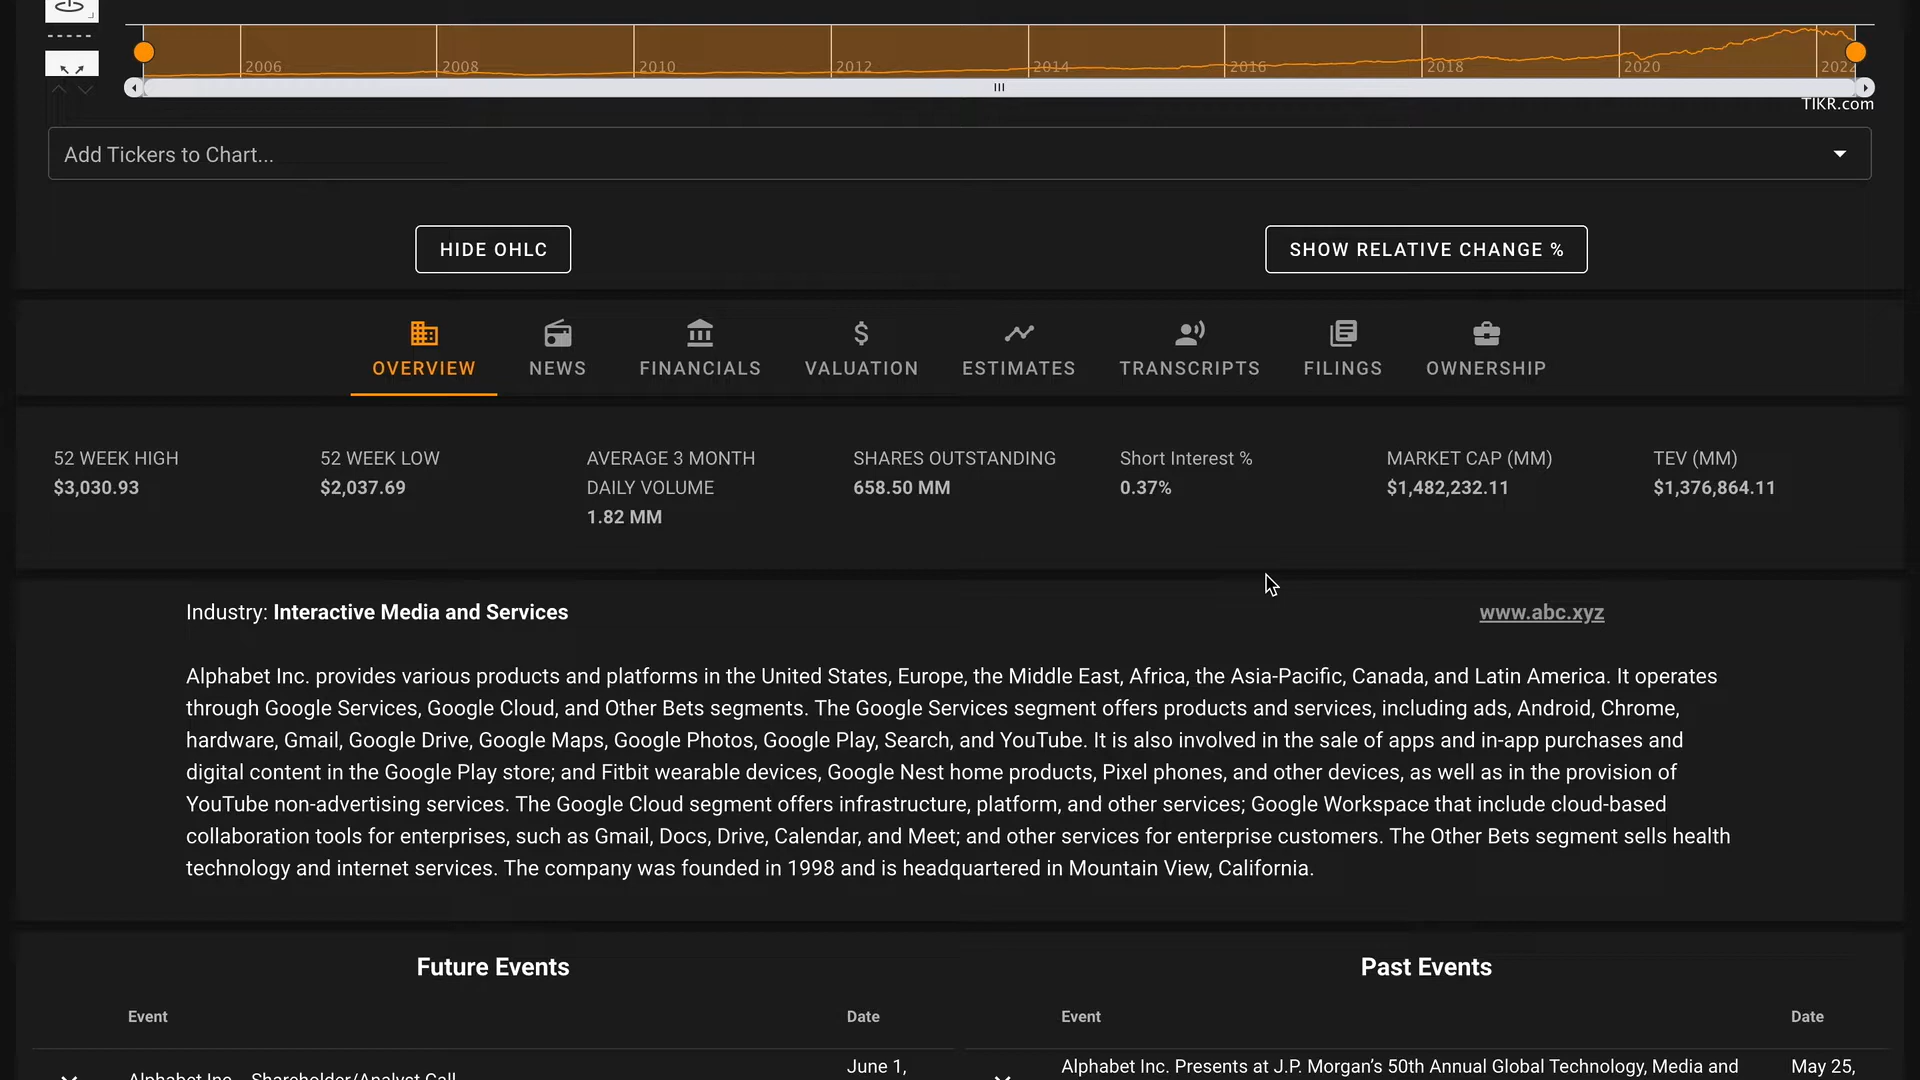 2006 2008 2010 2012 2014 2016 2018 2020 2022
TIKR.com
Add Tickers to Chart...
HIDE OHLC SHOW RELATIVE CHANGE %
OVERVIEW NEWS FINANCIALS VALUATION ESTIMATES TRANSCRIPTS FILINGS OWNERSHIP
52 WEEK HIGH
$3,030.93
52 WEEK LOW
$2,037.69
AVERAGE 3 MONTH
DAILY VOLUME
1.82 MM
SHARES OUTSTANDING
658.50 MM
Short Interest %
0.37%
MARKET CAP (MM)
$1,482,232.11
TEV (MM)
$1,376,864.11
Industry: Interactive Media and Services
www.abc.xyz
Alphabet Inc. provides various products and platforms in the United States, Europe, the Middle East, Africa, the Asia-Pacific, Canada, and Latin America. It operates
through Google Services, Google Cloud, and Other Bets segments. The Google Services segment offers products and services, including ads, Android, Chrome,
hardware, Gmail, Google Drive, Google Maps, Google Photos, Google Play, Search, and YouTube. It is also involved in the sale of apps and in-app purchases and
digital content in the Google Play store; and Fitbit wearable devices, Google Nest home products, Pixel phones, and other devices, as well as in the provision of
YouTube non-advertising services. The Google Cloud segment offers infrastructure, platform, and other services; Google Workspace that include cloud-based
collaboration tools for enterprises, such as Gmail, Docs, Drive, Calendar, and Meet; and other services for enterprise customers. The Other Bets segment sells health
technology and internet services. The company was founded in 1998 and is headquartered in Mountain View, California.
Future Events
Event Date
Alphabet Inc. - Shareholder/Analyst Call June 1,
Past Events
Event Date
Alphabet Inc. Presents at J.P. Morgan's 50th Annual Global Technology, Media and May 25,